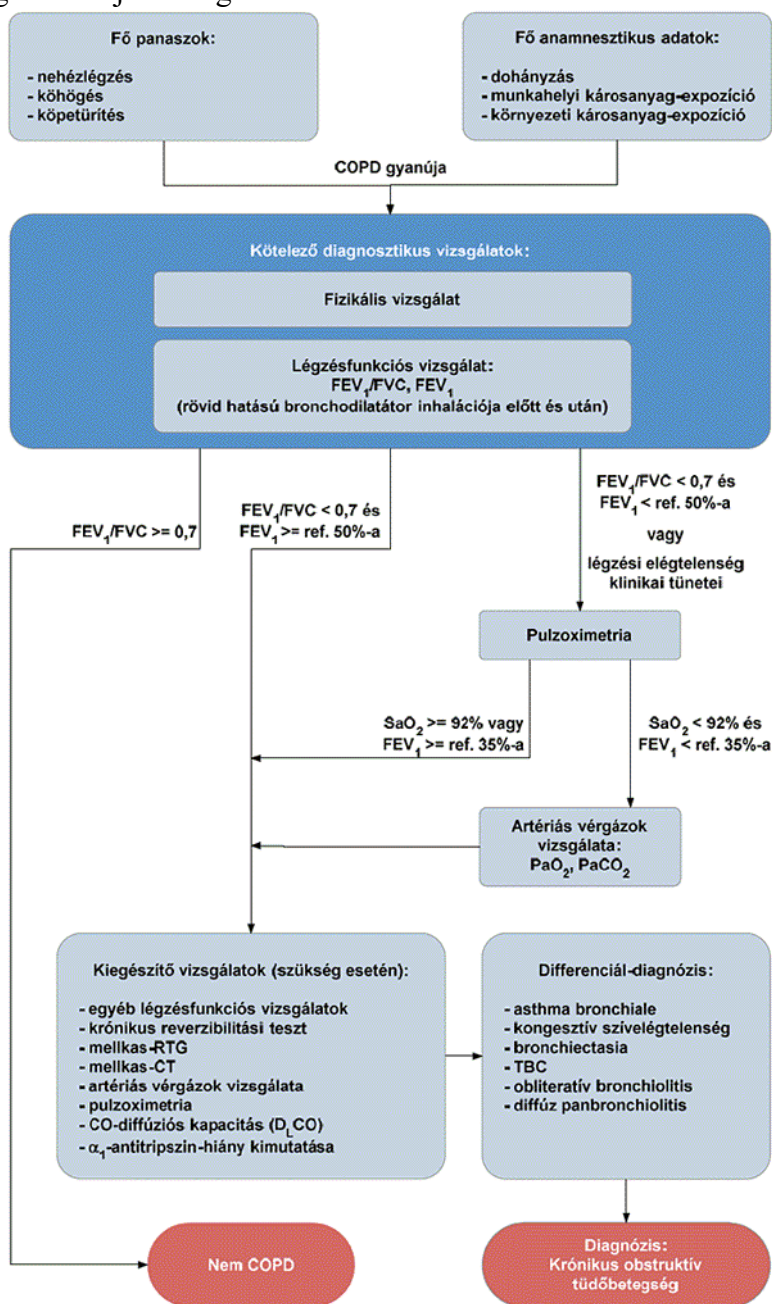 Fő panaszok:
- nehézlégzés
- köhögés
- köpetürítés
Fő anamnesztikus adatok:
- dohányzás
- munkahelyi károsanyag-expozíció
- környezeti károsanyag-expozíció
COPD gyanúja
Kötelező diagnosztikus vizsgálatok:
Fizikális vizsgálat
Légzésfunkciós vizsgálat:
FEV₁/FVC, FEV₁
(rövid hatású bronchodilatátor inhalációja előtt és után)
FEV₁/FVC >= 0,7
FEV₁/FVC < 0,7 és
FEV₁ >= ref. 50%-a
FEV₁/FVC < 0,7 és
FEV₁ < ref. 50%-a
vagy
légzési elégtelenség
klinikai tünetei
Pulzoximetria
SaO₂ >= 92% vagy
FEV₁ >= ref. 35%-a
SaO₂ < 92% és
FEV₁ < ref. 35%-a
Artériás vérgázok
vizsgálata:
PaO₂, PaCO₂
Kiegészítő vizsgálatok (szükség esetén):
- egyéb légzésfunkciós vizsgálatok
- krónikus reverzibilitási teszt
- mellkas-RTG
- mellkas-CT
- artériás vérgázok vizsgálata
- pulzoximetria
- CO-diffúziós kapacitás (DLCO)
- α₁-antitripszin-hiány kimutatása
Differenciál-diagnózis:
- asthma bronchiale
- kongesztív szívelégtelenség
- bronchiectasia
- TBC
- obliteratív bronchiolitis
- diffúz panbronchiolitis
Nem COPD
Diagnózis:
Krónikus obstruktív
tüdőbetegség